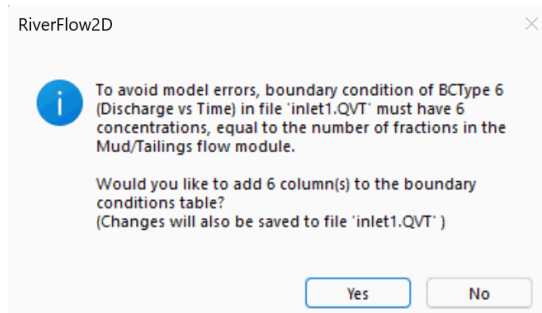 RiverFlow2D
To avoid model errors, boundary condition of BCType 6
(Discharge vs Time) in file 'inlet1.QVT' must have 6
concentrations, equal to the number of fractions in the
Mud/Tailings flow module.
Would you like to add 6 column(s) to the boundary
conditions table?
(Changes will also be saved to file 'inlet1.QVT' )
Yes
No